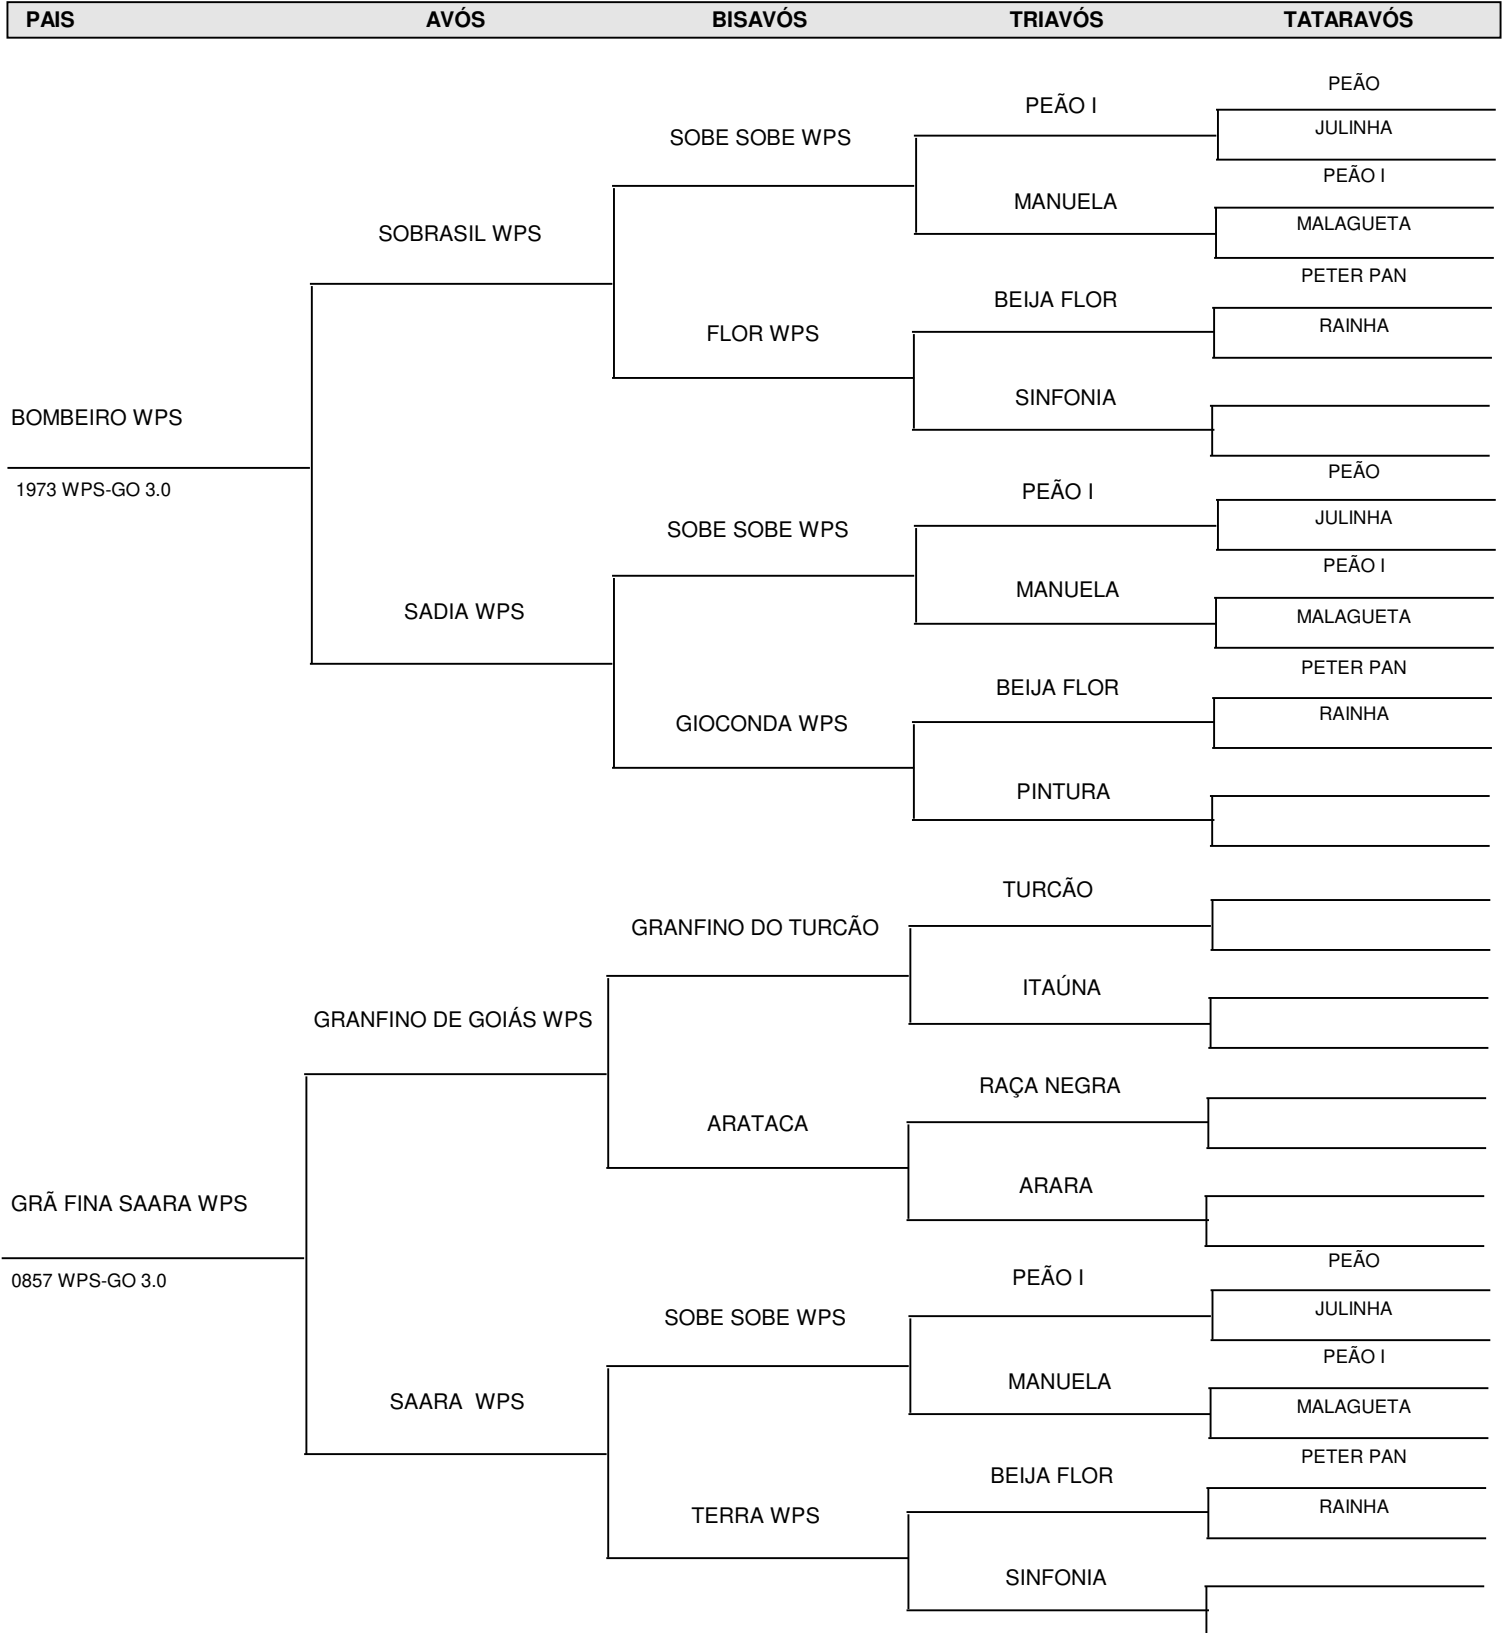 PAIS AVÓS BISAVÓS TRIAVÓS TATARAVÓS
PEÃO
PEÃO I
JULINHA
SOBE SOBE WPS
PEÃO I
MANUELA
MALAGUETA
SOBRASIL WPS
PETER PAN
BEIJA FLOR
RAINHA
FLOR WPS
SINFONIA
BOMBEIRO WPS
1973 WPS-GO 3.0
PEÃO
PEÃO I
JULINHA
SOBE SOBE WPS
PEÃO I
MANUELA
MALAGUETA
SADIA WPS
PETER PAN
BEIJA FLOR
RAINHA
GIOCONDA WPS
PINTURA
TURCÃO
GRANFINO DO TURCÃO
ITAÚNA
GRANFINO DE GOIÁS WPS
RAÇA NEGRA
ARATACA
ARARA
GRÃ FINA SAARA WPS
0857 WPS-GO 3.0
PEÃO
PEÃO I
JULINHA
SOBE SOBE WPS
PEÃO I
MANUELA
MALAGUETA
SAARA WPS
PETER PAN
BEIJA FLOR
RAINHA
TERRA WPS
SINFONIA